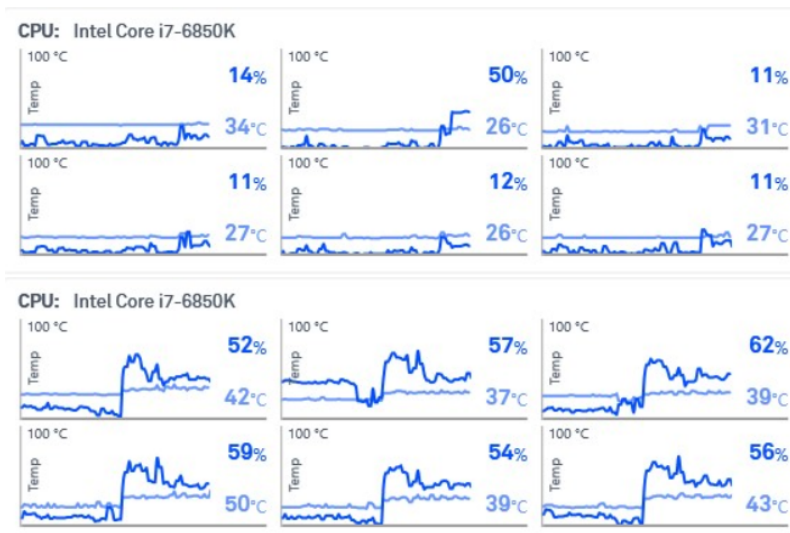 CPU: Intel Core i7-6850K
100 °C 100 °C 100 °C
Temp 14% Temp 50% Temp 11%
34°C 26°C 31°C
100 °C 100 °C 100 °C
Temp 11% Temp 12% Temp 11%
27°C 26°C 27°C
CPU: Intel Core i7-6850K
100 °C 100 °C 100 °C
Temp 52% Temp 57% Temp 62%
42°C 37°C 39°C
100 °C 100 °C 100 °C
Temp 59% Temp 54% Temp 56%
50°C 39°C 43°C